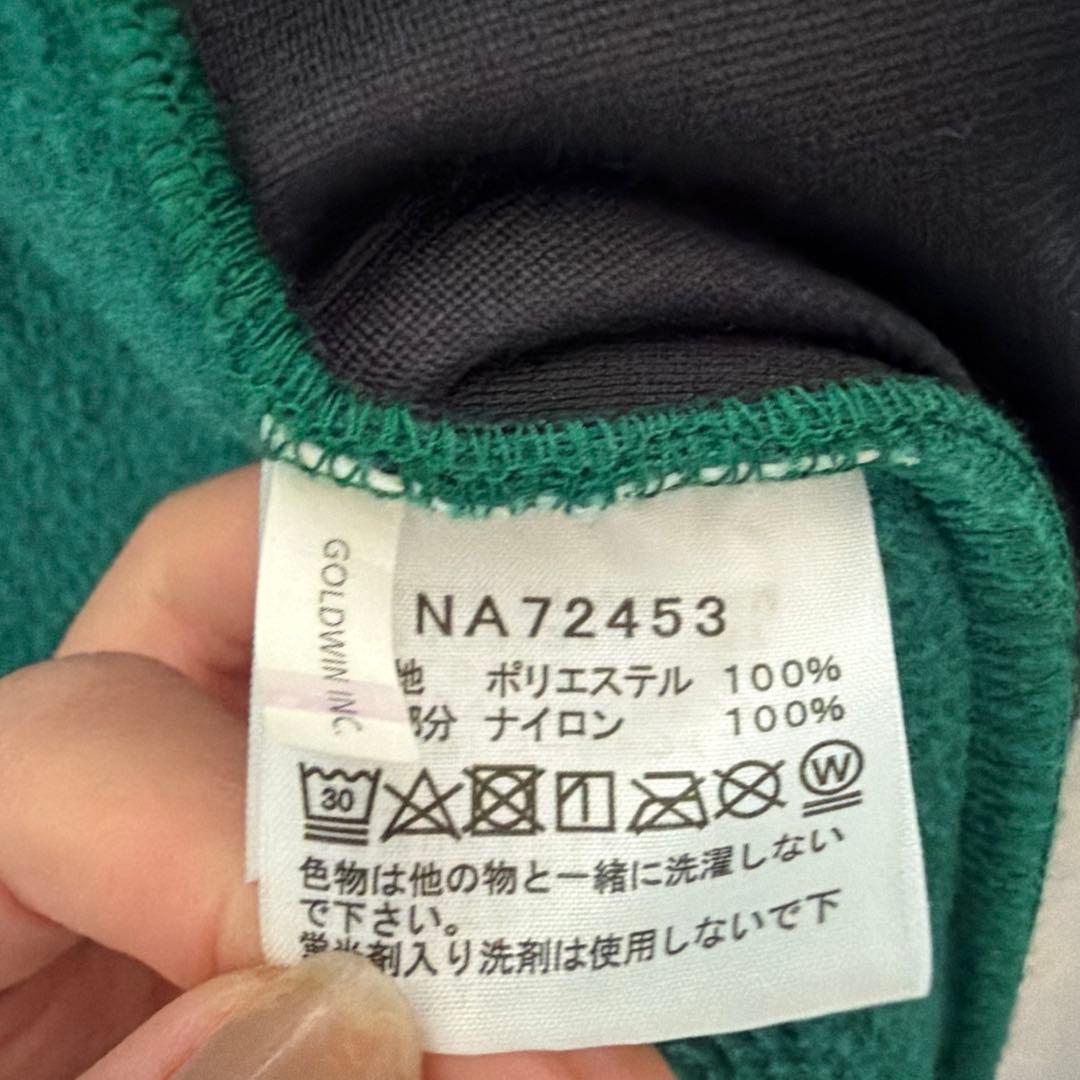 GOLDWIN INC
NA72453
地 ポリエステル 100%
部分 ナイロン 100%
30
W
色物は他の物と一緒に洗濯しない
で下さい。
蛍光剤入り洗剤は使用しないで下